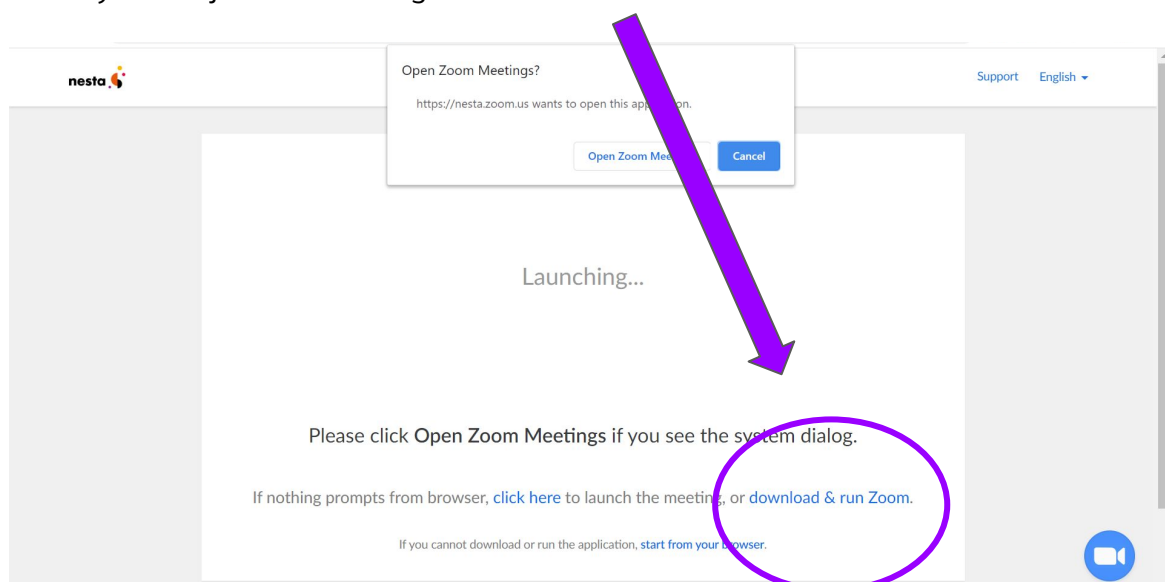 nesta
Open Zoom Meetings?
Support English
https://nesta.zoom.us wants to open this
Open Zoom
Cancel
Launching...
Please click Open Zoom Meetings if you see the system dialog.
If nothing prompts from browser, click here to launch the meeting, or download & run Zoom.
If you cannot download or run the application, start from your browser.